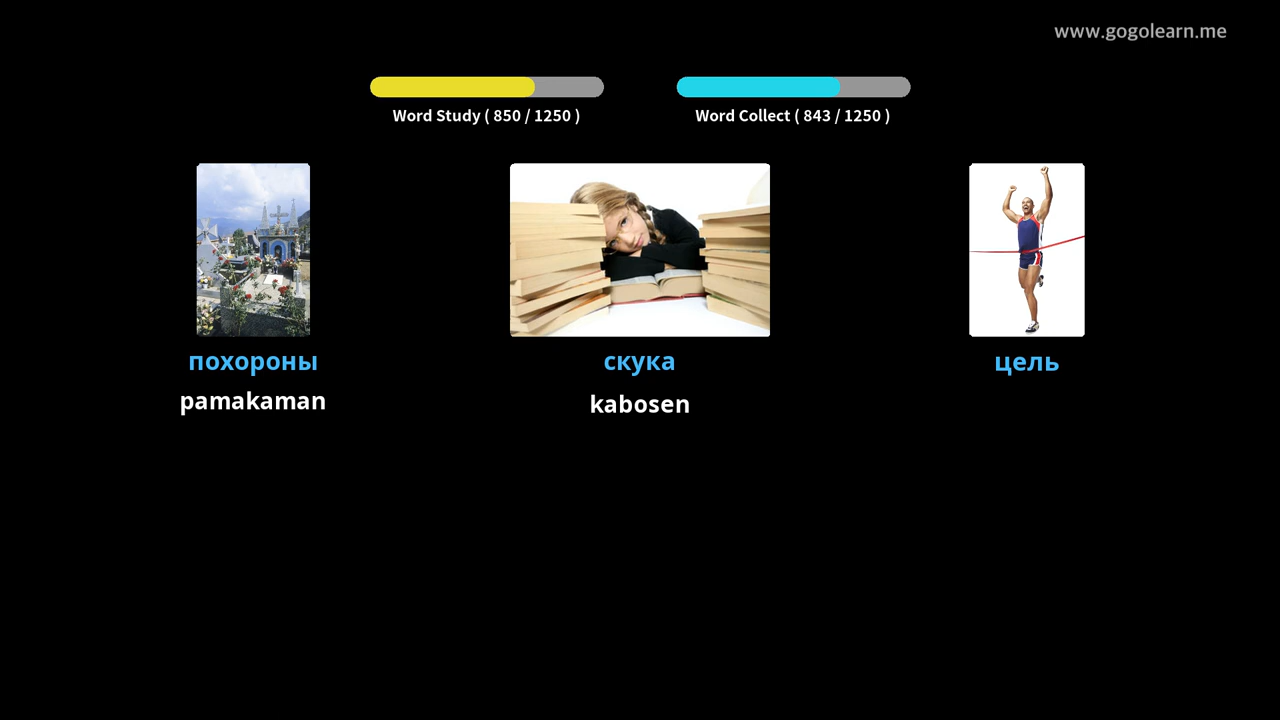 www.gogolearn.me
Word Study ( 850 / 1250 )
Word Collect ( 843 / 1250 )
похороны
скука
цель
pamakaman
kabosen